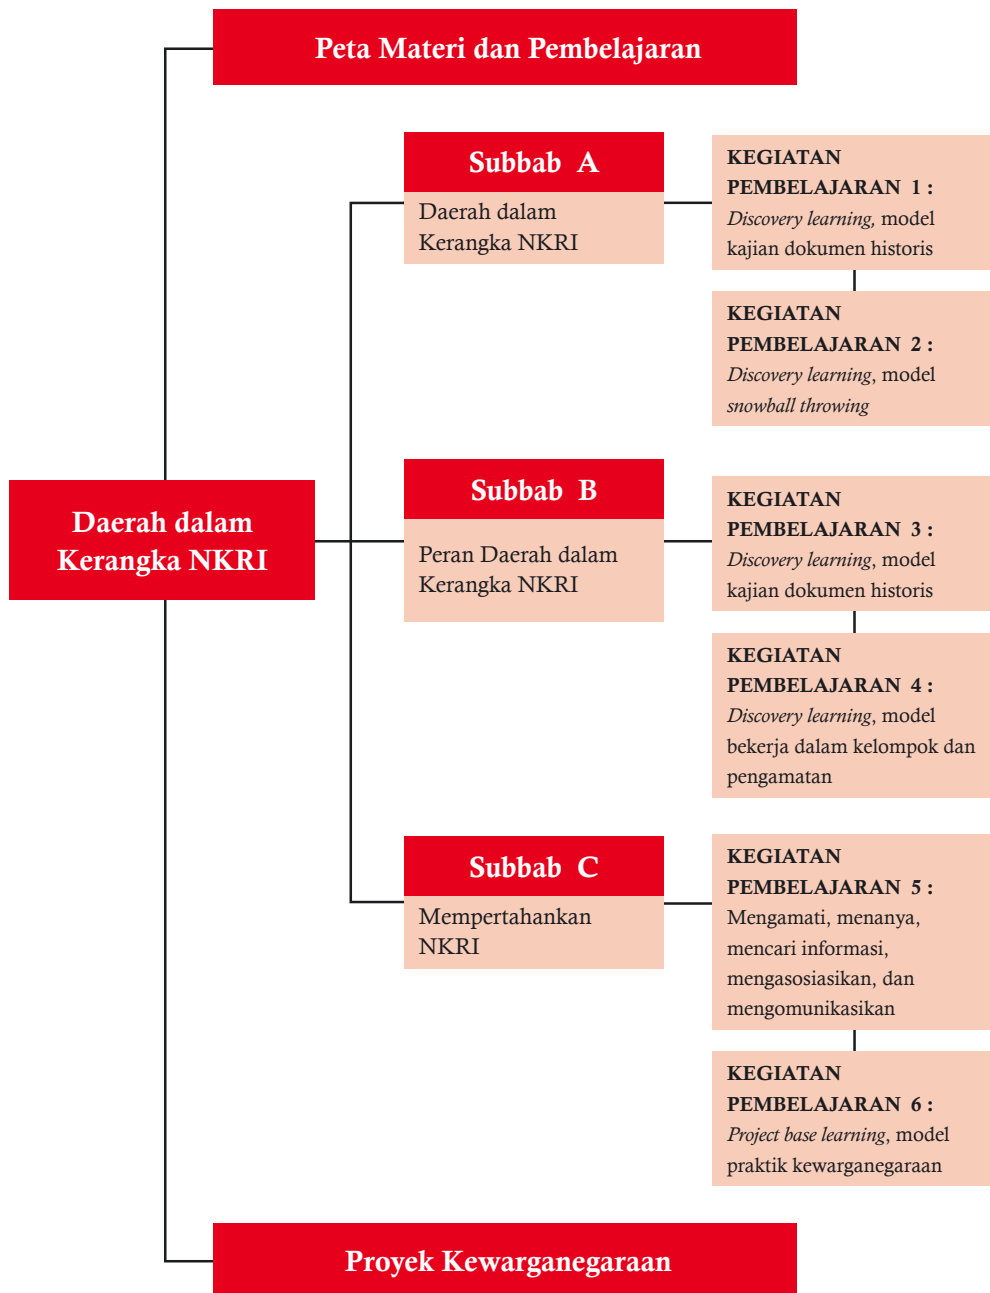 Peta Materi dan Pembelajaran
Subbab A
Daerah dalam
Kerangka NKRI
KEGIATAN
PEMBELAJARAN 1 :
Discovery learning, model
kajian dokumen historis
KEGIATAN
PEMBELAJARAN 2 :
Discovery learning, model
snowball throwing
Daerah dalam
Kerangka NKRI
Subbab B
Peran Daerah dalam
Kerangka NKRI
KEGIATAN
PEMBELAJARAN 3 :
Discovery learning, model
kajian dokumen historis
KEGIATAN
PEMBELAJARAN 4 :
Discovery learning, model
bekerja dalam kelompok dan
pengamatan
Subbab C
Mempertahankan
NKRI
KEGIATAN
PEMBELAJARAN 5 :
Mengamati, menanya,
mencari informasi,
mengasosiasikan, dan
mengomunikasikan
KEGIATAN
PEMBELAJARAN 6 :
Project base learning, model
praktik kewarganegaraan
Proyek Kewarganegaraan